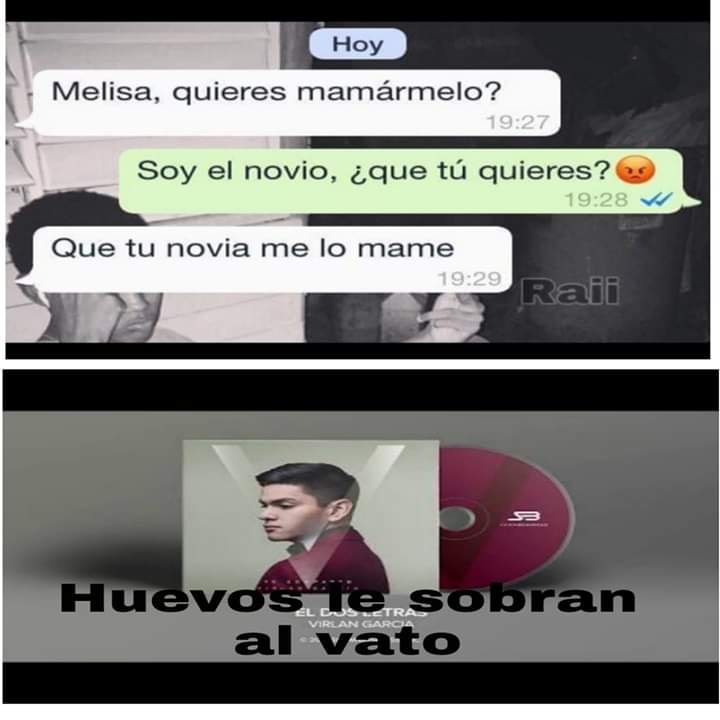 Hoy
Melisa, quieres mamármelo?
19:27
Soy el novio, ¿que tú quieres?😡
19:28
Que tu novia me lo mame
19:29
Raii
V
SB
Huevos le sobran
EL DOS LETRAS
VIRLAN GARCIA
al vato